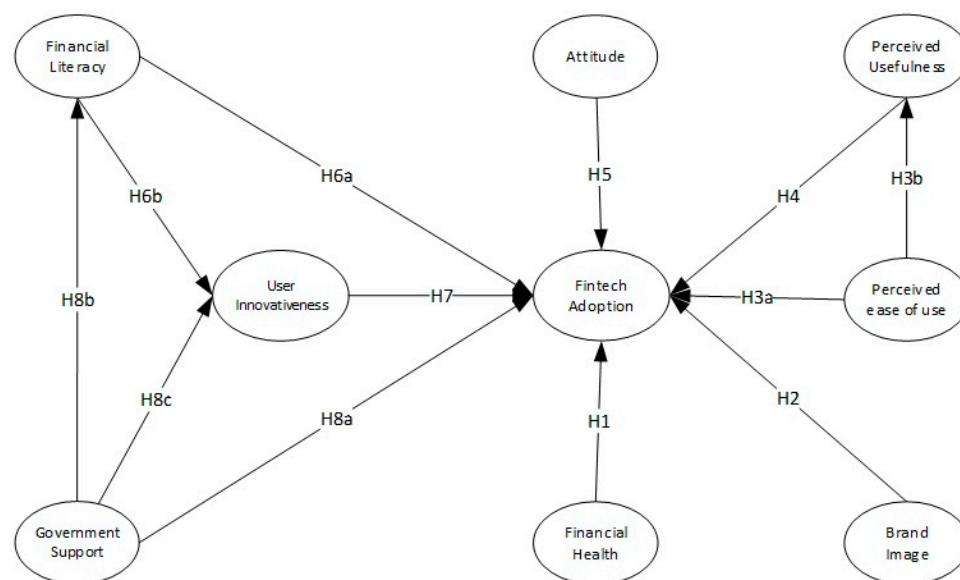 Financial
Literacy
Attitude
Perceived
Usefulness
H6a
H5
H4
H3b
H6b
User
Innovativeness
H7
Fintech
Adoption
H3a
Perceived
ease of use
H8b
H8c
H8a
H1
H2
Government
Support
Financial
Health
Brand
Image